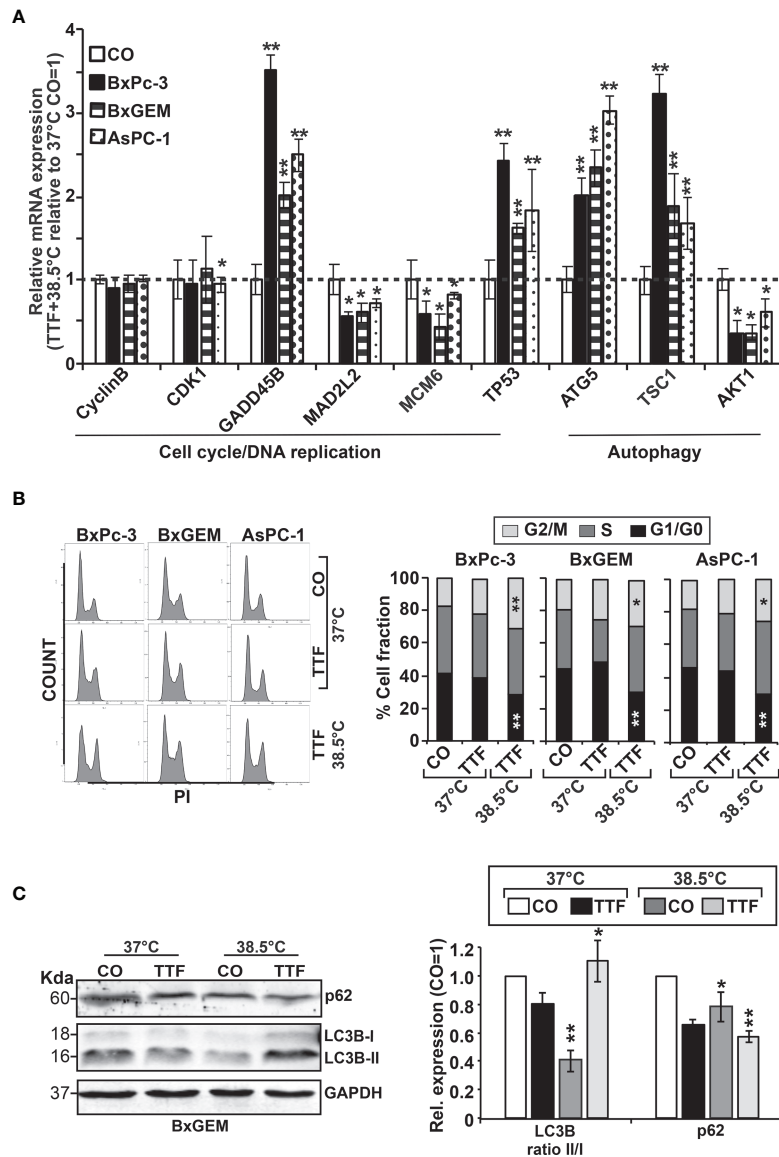 A
Relative mRNA expression
(TTF+38.5°C relative to 37°C CO=1)
4
3
2
1
0
CO
BxPc-3
BxGEM
AsPC-1
** ** **
* * * * * * *
** ** **
** ** **
** ** **
* * *
CyclinB CDK1 GADD45B MAD2L2 MCM6 TP53 ATG5 TSC1 AKT1
Cell cycle/DNA replication Autophagy
B
BxPc-3 BxGEM AsPC-1
COUNT
CO
TTF
37°C
TTF
38.5°C
PI
G2/M S G1/G0
BxPc-3 BxGEM AsPC-1
% Cell fraction
100
80
60
40
20
0
** * *
** ** **
CO TTF TTF CO TTF TTF CO TTF TTF
37°C 38.5°C 37°C 38.5°C 37°C 38.5°C
C
37°C 38.5°C
Kda CO TTF CO TTF
60 p62
18 LC3B-I
16 LC3B-II
37 GAPDH
BxGEM
37°C 38.5°C
CO TTF CO TTF
Rel. expression (CO=1)
1.2
1.0
0.8
0.6
0.4
0.2
0
** * * **
LC3B p62
ratio II/I